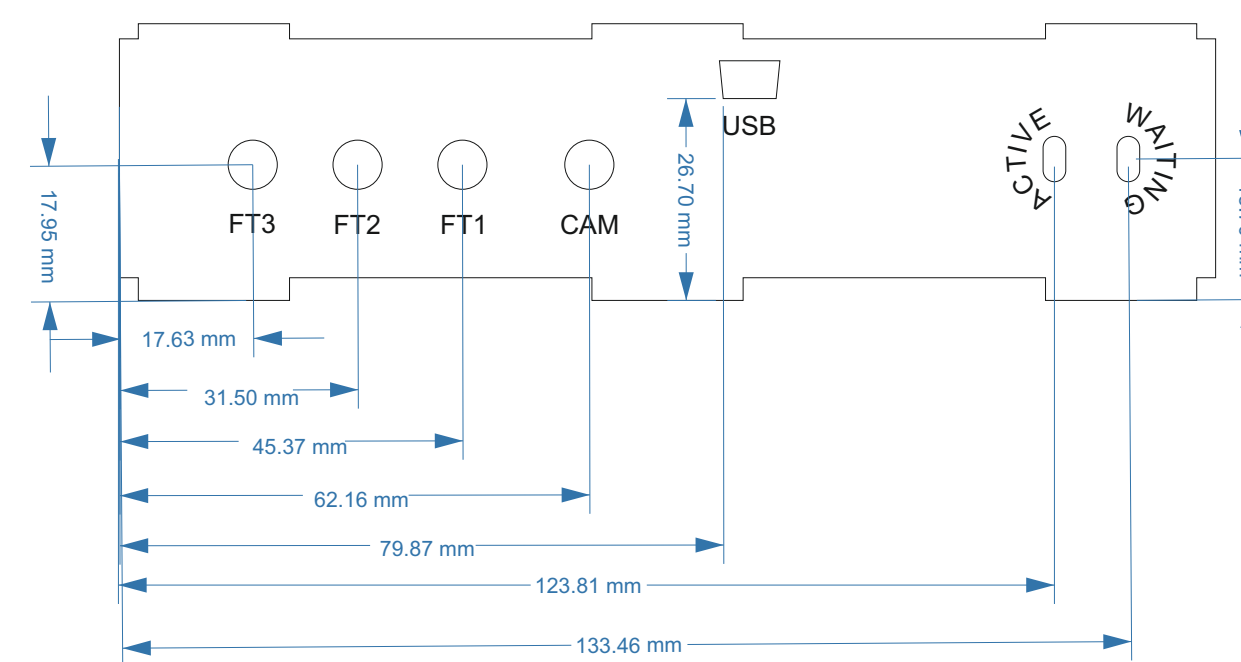 USB
ACTIVE
WAITING
17.95 mm
26.70 mm
FT3
FT2
FT1
CAM
17.63 mm
31.50 mm
45.37 mm
62.16 mm
79.87 mm
123.81 mm
133.46 mm